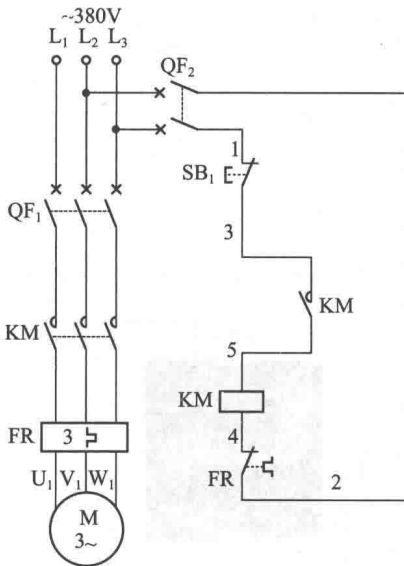 ~380V
L₁ L₂ L₃
QF₂
1
SB₁
QF₁
3
KM
KM
5
KM
4
FR 3
FR
2
U₁ V₁ W₁
M
3~